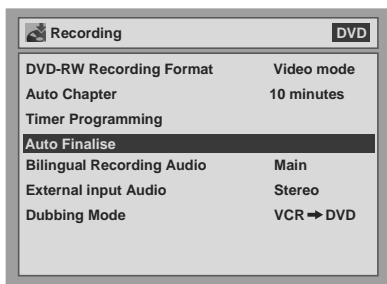 Recording DVD
DVD-RW Recording Format Video mode
Auto Chapter 10 minutes
Timer Programming
Auto Finalise
Bilingual Recording Audio Main
External input Audio Stereo
Dubbing Mode VCR ➔ DVD